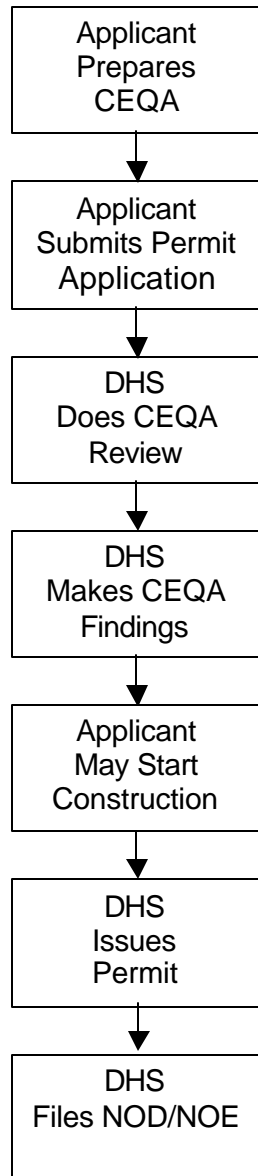 Applicant
Prepares
CEQA
Applicant
Submits Permit
Application
DHS
Does CEQA
Review
DHS
Makes CEQA
Findings
Applicant
May Start
Construction
DHS
Issues
Permit
DHS
Files NOD/NOE